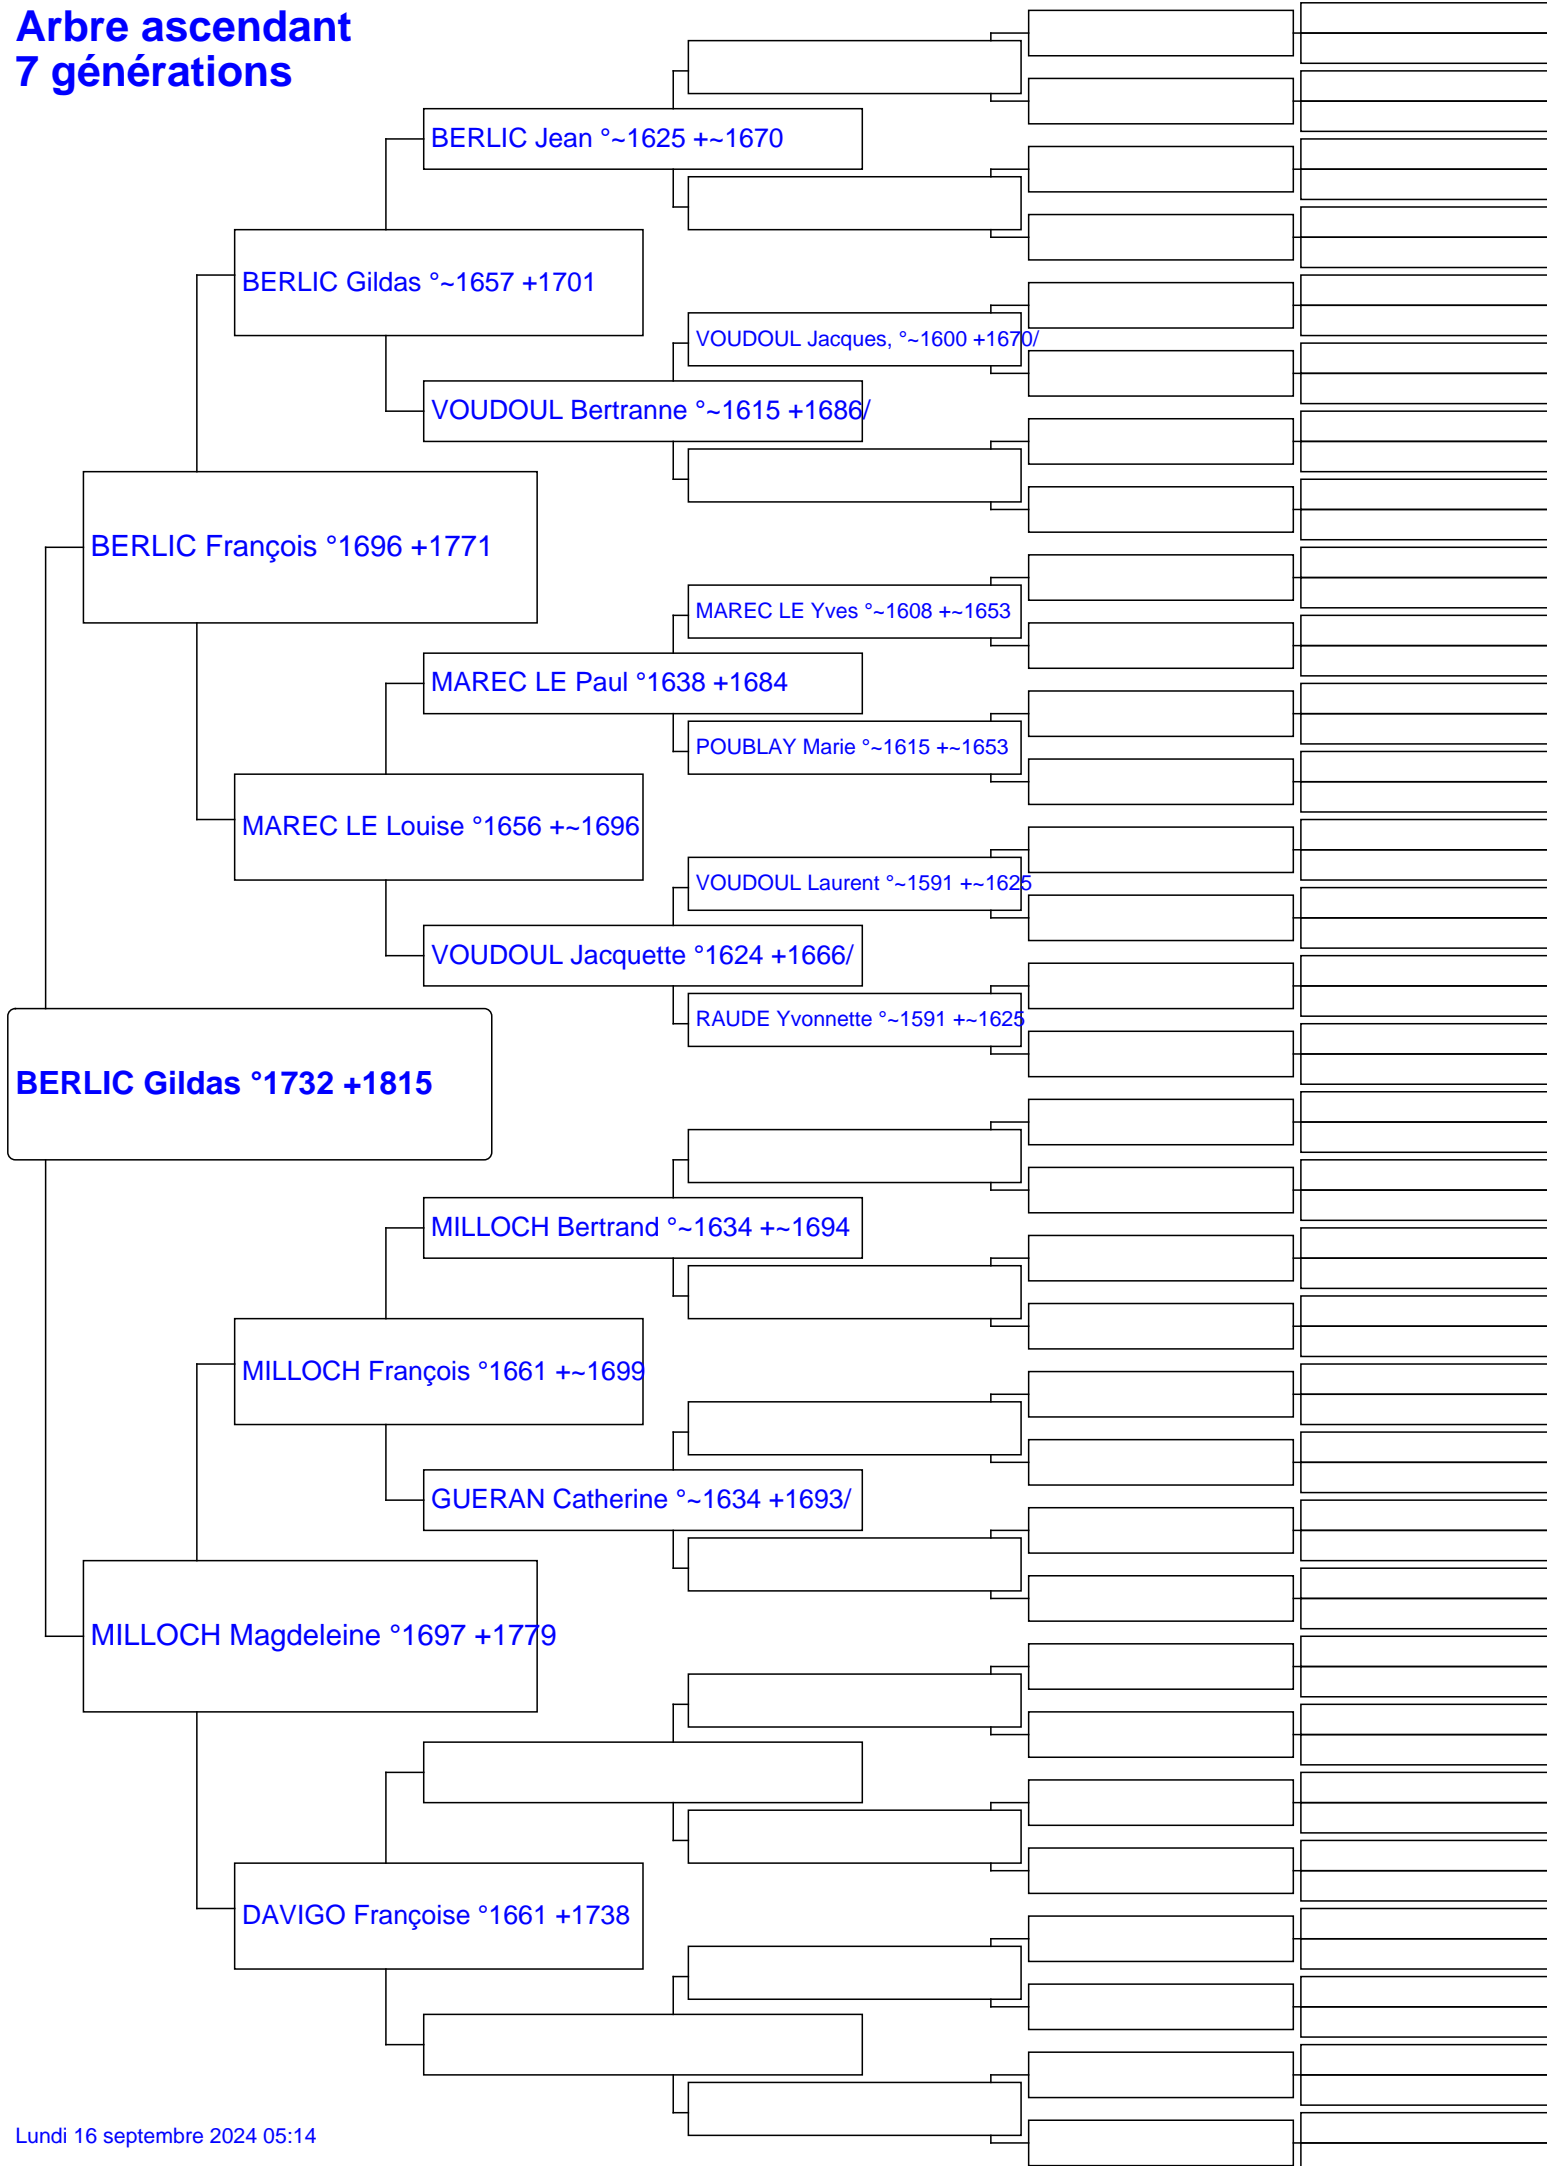 Arbre ascendant
7 générations
BERLIC Jean °~1625 +~1670
BERLIC Gildas °~1657 +1701
VOUDOUL Jacques, °~1600 +1670/
VOUDOUL Bertranne °~1615 +1686/
BERLIC François °1696 +1771
MAREC LE Yves °~1608 +~1653
MAREC LE Paul °1638 +1684
POUBLAY Marie °~1615 +~1653
MAREC LE Louise °1656 +~1696
VOUDOUL Laurent °~1591 +~1625
VOUDOUL Jacquette °1624 +1666/
RAUDE Yvonnette °~1591 +~1625
BERLIC Gildas °1732 +1815
MILLOCH Bertrand °~1634 +~1694
MILLOCH François °1661 +~1699
GUERAN Catherine °~1634 +1693/
MILLOCH Magdeleine °1697 +1779
DAVIGO Françoise °1661 +1738
Lundi 16 septembre 2024 05:14